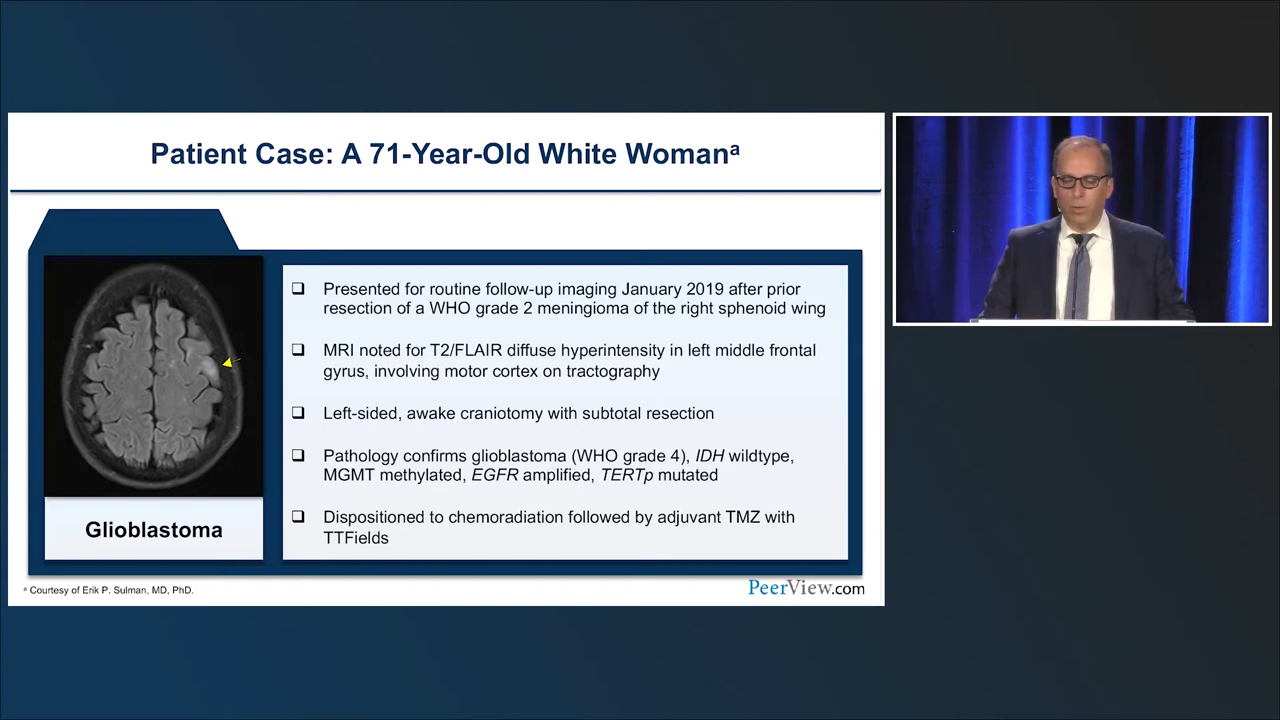 Patient Case: A 71-Year-Old White Womanᵃ
❑ Presented for routine follow-up imaging January 2019 after prior
resection of a WHO grade 2 meningioma of the right sphenoid wing
❑ MRI noted for T2/FLAIR diffuse hyperintensity in left middle frontal
gyrus, involving motor cortex on tractography
❑ Left-sided, awake craniotomy with subtotal resection
❑ Pathology confirms glioblastoma (WHO grade 4), IDH wildtype,
MGMT methylated, EGFR amplified, TERTp mutated
❑ Dispositioned to chemoradiation followed by adjuvant TMZ with
TTFields
Glioblastoma
ᵃ Courtesy of Erik P. Sulman, MD, PhD.
PeerView.com